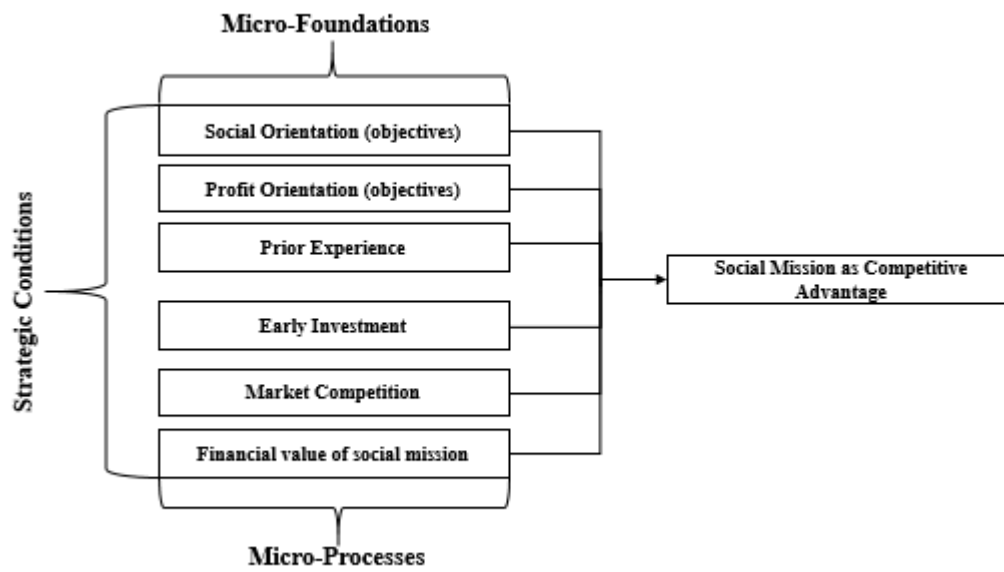 Micro-Foundations
Strategic Conditions
Social Orientation (objectives)
Profit Orientation (objectives)
Prior Experience
Early Investment
Market Competition
Financial value of social mission
Social Mission as Competitive
Advantage
Micro-Processes